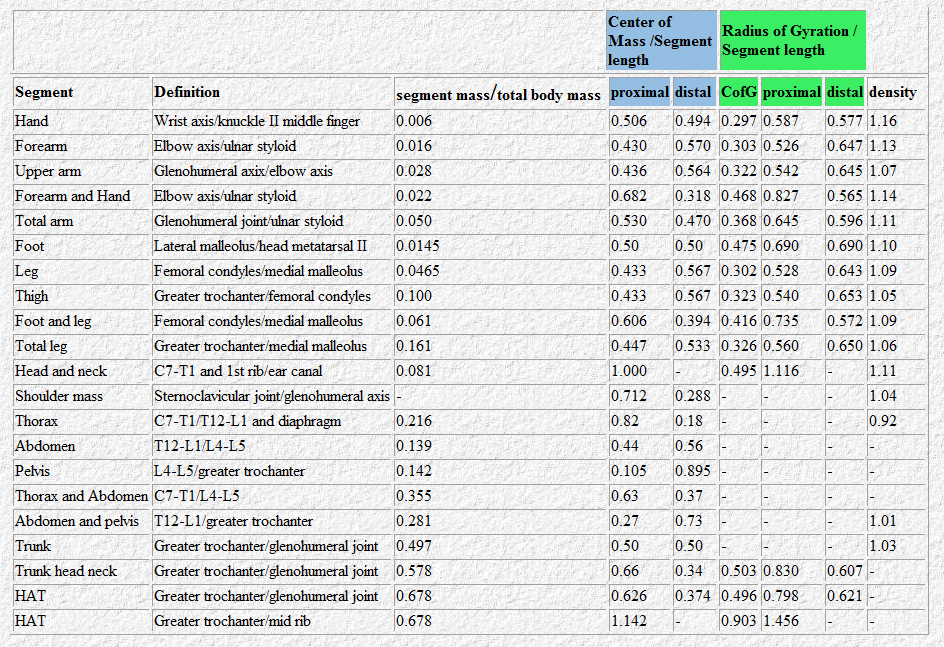 Center of Mass /Segment length Radius of Gyration / Segment length
Segment Definition segment mass/total body mass proximal distal CofG proximal distal density
Hand Wrist axis/knuckle II middle finger 0.006 0.506 0.494 0.297 0.587 0.577 1.16
Forearm Elbow axis/ulnar styloid 0.016 0.430 0.570 0.303 0.526 0.647 1.13
Upper arm Glenohumeral axix/elbow axis 0.028 0.436 0.564 0.322 0.542 0.645 1.07
Forearm and Hand Elbow axis/ulnar styloid 0.022 0.682 0.318 0.468 0.827 0.565 1.14
Total arm Glenohumeral joint/ulnar styloid 0.050 0.530 0.470 0.368 0.645 0.596 1.11
Foot Lateral malleolus/head metatarsal II 0.0145 0.50 0.50 0.475 0.690 0.690 1.10
Leg Femoral condyles/medial malleolus 0.0465 0.433 0.567 0.302 0.528 0.643 1.09
Thigh Greater trochanter/femoral condyles 0.100 0.433 0.567 0.323 0.540 0.653 1.05
Foot and leg Femoral condyles/medial malleolus 0.061 0.606 0.394 0.416 0.735 0.572 1.09
Total leg Greater trochanter/medial malleolus 0.161 0.447 0.533 0.326 0.560 0.650 1.06
Head and neck C7-T1 and 1st rib/ear canal 0.081 1.000 - 0.495 1.116 - 1.11
Shoulder mass Sternoclavicular joint/glenohumeral axis - 0.712 0.288 - - - 1.04
Thorax C7-T1/T12-L1 and diaphragm 0.216 0.82 0.18 - - - 0.92
Abdomen T12-L1/L4-L5 0.139 0.44 0.56 - - - -
Pelvis L4-L5/greater trochanter 0.142 0.105 0.895 - - - -
Thorax and Abdomen C7-T1/L4-L5 0.355 0.63 0.37 - - - -
Abdomen and pelvis T12-L1/greater trochanter 0.281 0.27 0.73 - - - 1.01
Trunk Greater trochanter/glenohumeral joint 0.497 0.50 0.50 - - - 1.03
Trunk head neck Greater trochanter/glenohumeral joint 0.578 0.66 0.34 0.503 0.830 0.607 -
HAT Greater trochanter/glenohumeral joint 0.678 0.626 0.374 0.496 0.798 0.621 -
HAT Greater trochanter/mid rib 0.678 1.142 - 0.903 1.456 - -